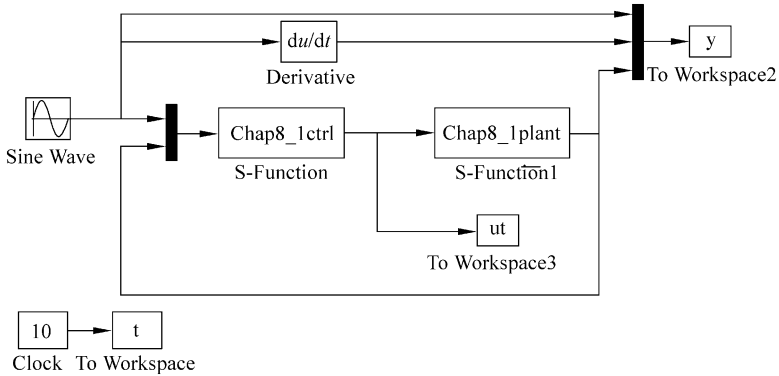 du/dt
Derivative
y
To Workspace2
Sine Wave
Chap8_1ctrl
S-Function
Chap8_1plant
S-Function1
ut
To Workspace3
10
Clock
t
To Workspace